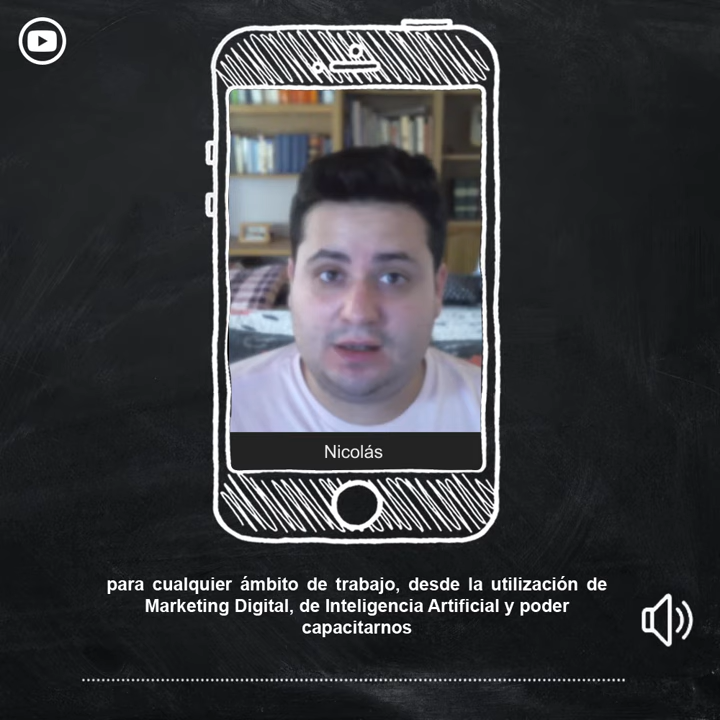 Nicolás
para cualquier ámbito de trabajo, desde la utilización de
Marketing Digital, de Inteligencia Artificial y poder
capacitarnos